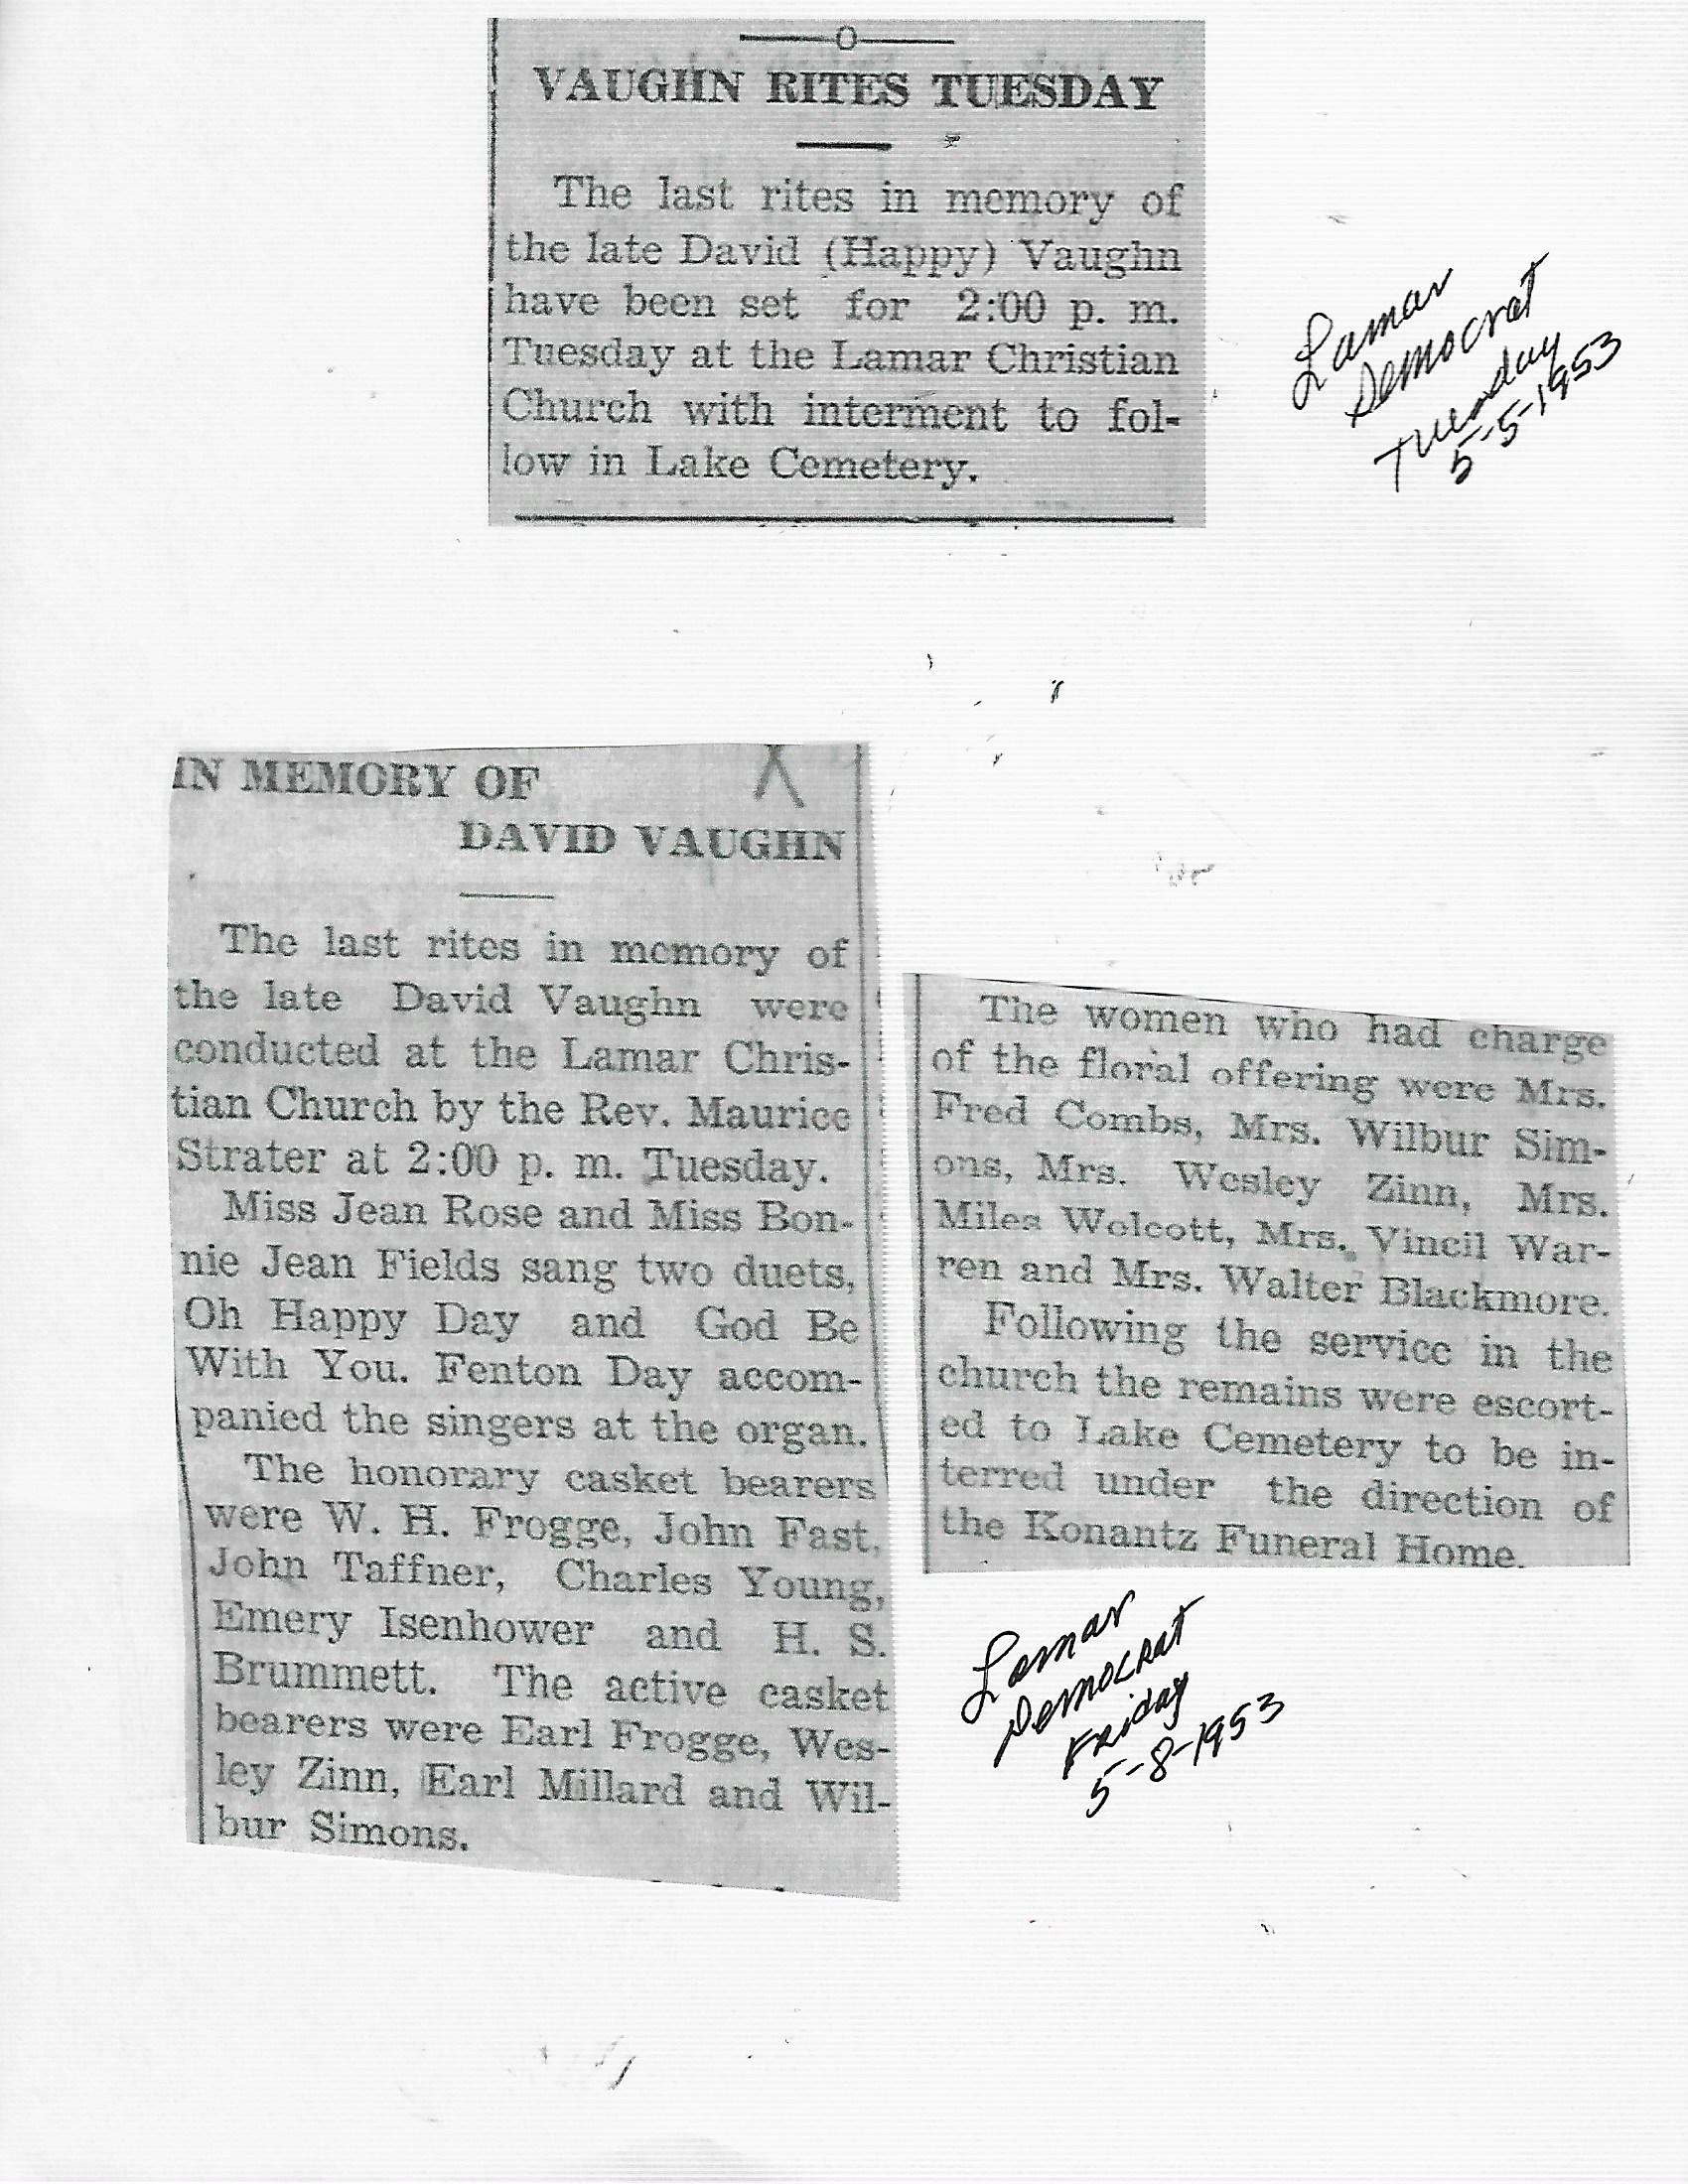 VAUGHN RITES TUESDAY
The last rites in memory of
the late David (Happy) Vaughn
have been set for 2:00 p. m.
Tuesday at the Lamar Christian
Church with interment to fol-
low in Lake Cemetery.
Lamar
Democrat
Tuesday
5-5-1953
IN MEMORY OF
DAVID VAUGHN
The last rites in memory of
the late David Vaughn were
conducted at the Lamar Chris-
tian Church by the Rev. Maurice
Strater at 2:00 p. m. Tuesday.
Miss Jean Rose and Miss Bon-
nie Jean Fields sang two duets,
Oh Happy Day and God Be
With You. Fenton Day accom-
panied the singers at the organ.
The honorary casket bearers
were W. H. Frogge, John Fast,
John Taffner, Charles Young,
Emery Isenhower and H. S.
Brummett. The active casket
bearers were Earl Frogge, Wes-
ley Zinn, Earl Millard and Wil-
bur Simons.
The women who had charge
of the floral offering were Mrs.
Fred Combs, Mrs. Wilbur Sim-
ons, Mrs. Wesley Zinn, Mrs.
Miles Wolcott, Mrs. Vincil War-
ren and Mrs. Walter Blackmore.
Following the service in the
church the remains were escort-
ed to Lake Cemetery to be in-
terred under the direction of
the Konantz Funeral Home.
Lamar
Democrat
Friday
5-8-1953